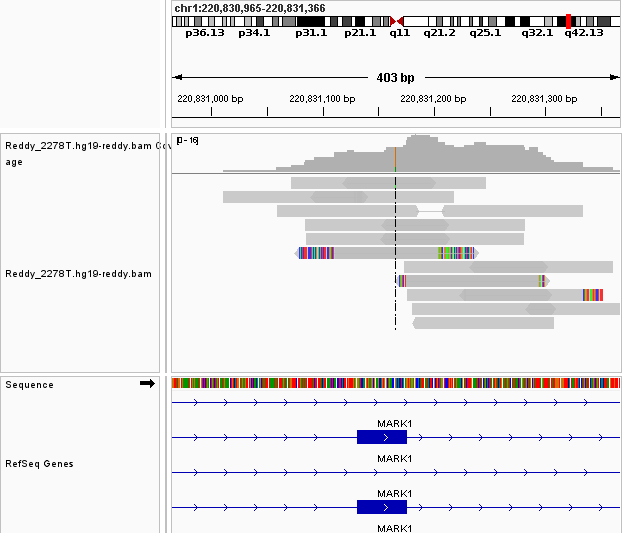 chr1:220,830,965-220,831,366
p36.13 p34.1 p31.1 p21.1 q11 q21.2 q25.1 q32.1 q42.13
403 bp
220,831,000 bp 220,831,100 bp 220,831,200 bp 220,831,300 bp
[0 - 16]
Reddy_2278T.hg19-reddy.bam Cov
age
Reddy_2278T.hg19-reddy.bam
Sequence
MARK1
MARK1
RefSeq Genes
MARK1
MARK1